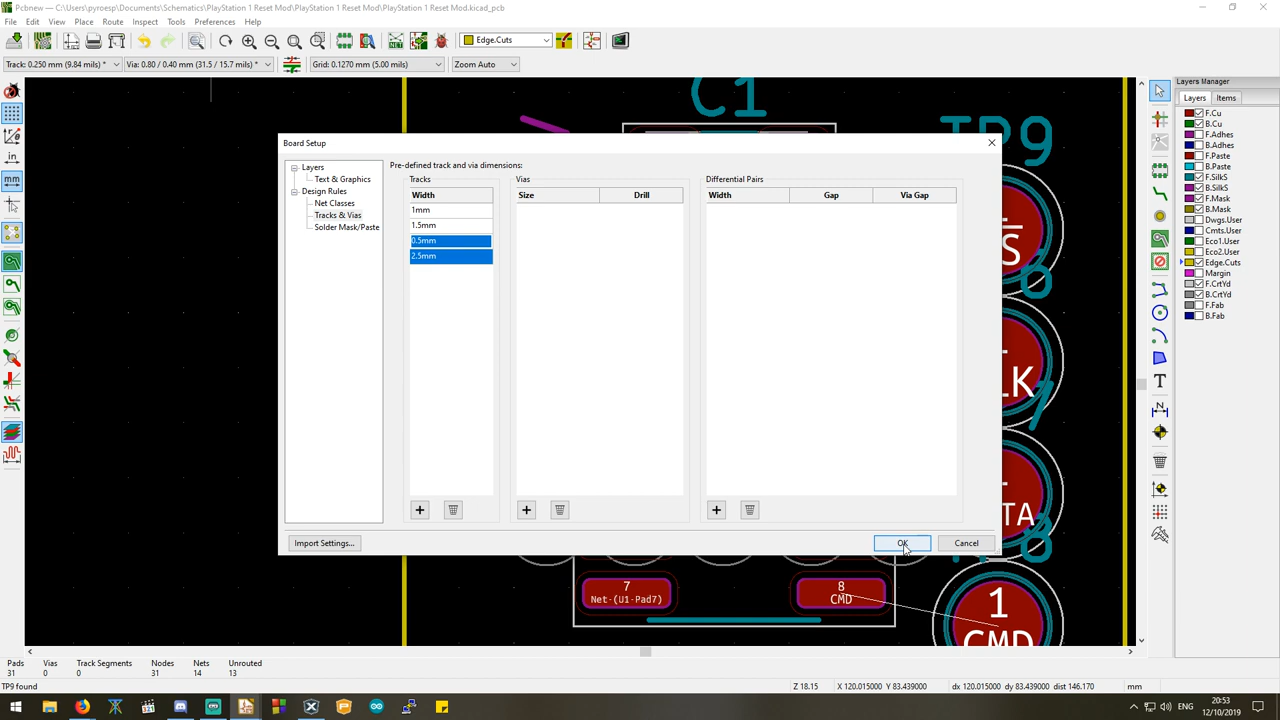 Pcbnew — C:\Users\pyroesp\Documents\Schematics\PlayStation 1 Reset Mod\PlayStation 1 Reset Mod\PlayStation 1 Reset Mod.kicad_pcb
File Edit View Place Route Inspect Tools Preferences Help
Edge.Cuts
Track: 0.250 mm (9.84 mils) * Via: 0.80 / 0.40 mm (31.5 / 15.7 mils) * Grid: 0.1270 mm (5.00 mils) Zoom Auto
Layers Manager
Layers Items
F.Cu
B.Cu
F.Adhes
B.Adhes
F.Paste
B.Paste
F.SilkS
B.SilkS
F.Mask
B.Mask
Dwgs.User
Cmts.User
Eco1.User
Eco2.User
Edge.Cuts
Margin
F.CrtYd
B.CrtYd
F.Fab
B.Fab
in
mm
C1
TP9
Board Setup
Layers
Text & Graphics
Design Rules
Net Classes
Tracks & Vias
Solder Mask/Paste
Pre-defined track and via dimensions:
Tracks
Width
1mm
1.5mm
0.5mm
2.5mm
Vias
Size Drill
Differential Pairs
Width Gap Via Gap
Import Settings...
OK Cancel
7
Net-(U1-Pad7)
8
CMD
1
CMD
Pads Vias Track Segments Nodes Nets Unrouted
31 0 0 31 14 13
TP9 found
Z 18.15 X 120.015000 Y 83.439000 dx 120.015000 dy 83.439000 dist 146.170 mm
ENG
20:53
12/10/2019